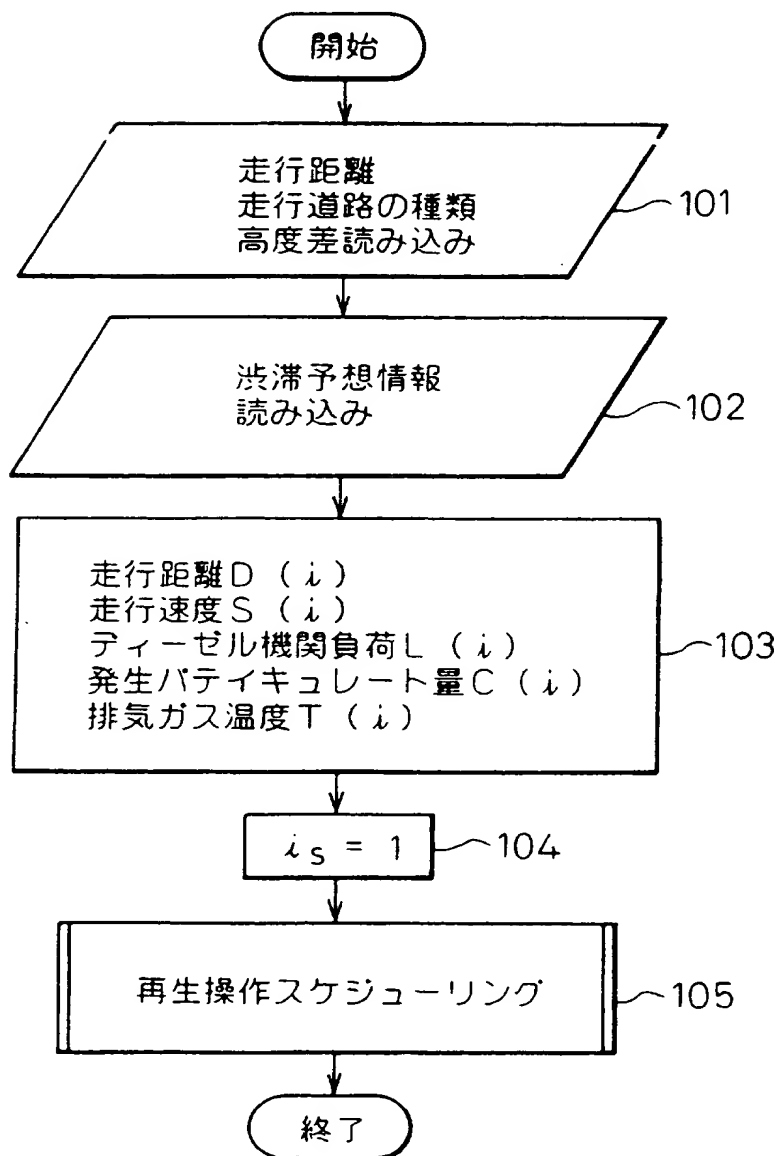 開始
走行距離
走行道路の種類
高度差読み込み
101
渋滞予想情報
読み込み
102
走行距離D (i)
走行速度S (i)
ディーゼル機関負荷L (i)
発生パテイキュレート量C (i)
排気ガス温度T (i)
103
is = 1
104
再生操作スケジューリング
105
終了